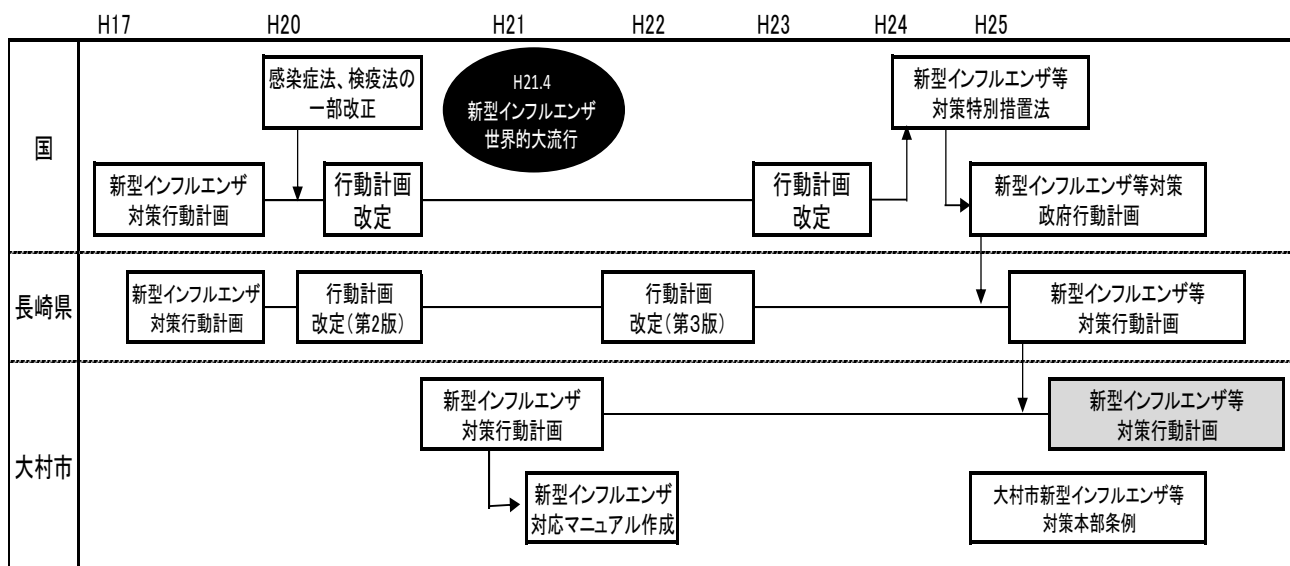 H17 H20 H21 H22 H23 H24 H25
国
感染症法、検疫法の
一部改正
H21.4
新型インフルエンザ
世界的大流行
新型インフルエンザ等
対策特別措置法
新型インフルエンザ
対策行動計画
行動計画
改定
行動計画
改定
新型インフルエンザ等対策
政府行動計画
長崎県
新型インフルエンザ
対策行動計画
行動計画
改定(第2版)
行動計画
改定(第3版)
新型インフルエンザ等
対策行動計画
大村市
新型インフルエンザ
対策行動計画
新型インフルエンザ等
対策行動計画
新型インフルエンザ
対応マニュアル作成
大村市新型インフルエンザ等
対策本部条例